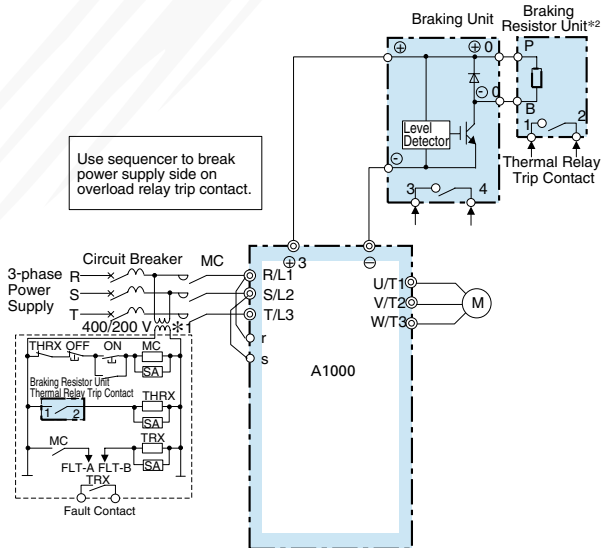 Braking Unit
Braking
Resistor Unit*2
⊕
⊕0
P
⊖0
B
Level
Detector
1
2
⊖
Thermal Relay
Trip Contact
3
4
Use sequencer to break
power supply side on
overload relay trip contact.
⊕3
⊖
3-phase
Power
Supply
Circuit Breaker
MC
R
S
T
R/L1
S/L2
T/L3
r
s
U/T1
V/T2
W/T3
M
A1000
400/200 V *1
THRX
OFF
ON
MC
SA
Braking Resistor Unit
Thermal Relay Trip Contact
1
2
THRX
SA
MC
TRX
SA
FLT-A
FLT-B
TRX
Fault Contact